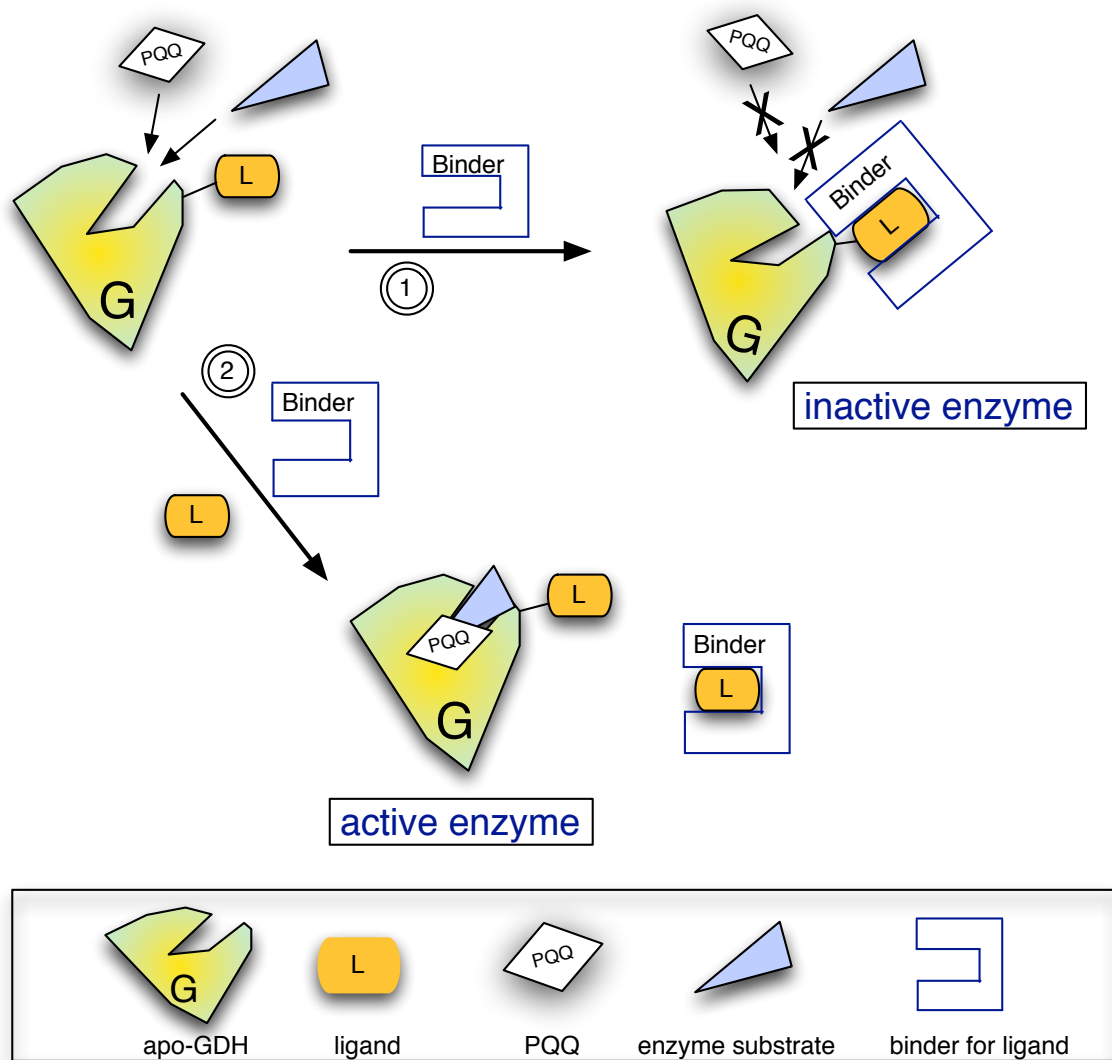 PQQ
L
G
Binder
1
PQQ
Binder
L
G
inactive enzyme
2
Binder
L
PQQ
L
G
active enzyme
Binder
L
G
L
PQQ
apo-GDH
ligand
PQQ
enzyme substrate
binder for ligand